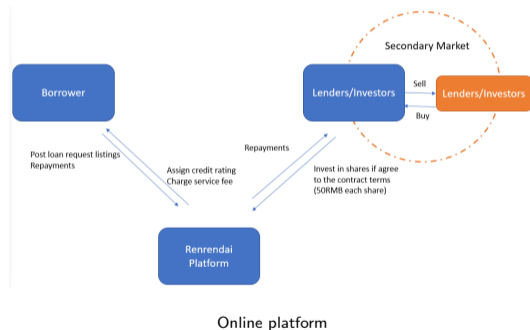 Secondary Market
Borrower
Lenders/Investors
Sell
Buy
Lenders/Investors
Post loan request listings
Repayments
Assign credit rating
Charge service fee
Repayments
Invest in shares if agree
to the contract terms
(50RMB each share)
Renrendai
Platform
Online platform